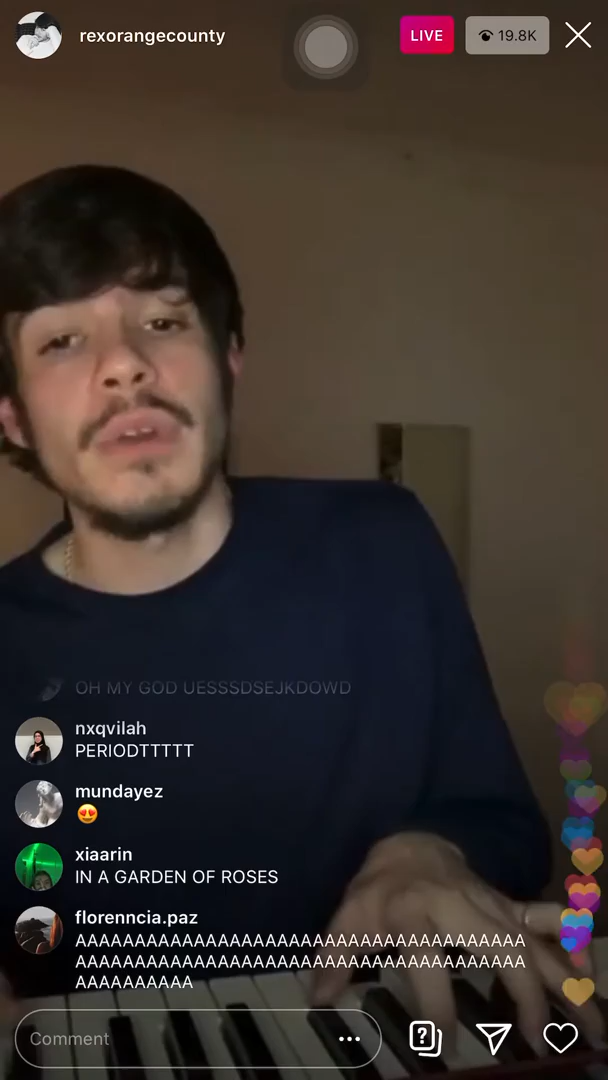 rexorangecounty
LIVE
19.8K
OH MY GOD UESSSDSEJKDOWD
nxqvilah
PERIODTTTTT
mundayez
😍
xiaarin
IN A GARDEN OF ROSES
florenncia.paz
AAAAAAAAAAAAAAAAAAAAAAAAAAAAAAAAAAAAAA
AAAAAAAAAAAAAAAAAAAAAAAAAAAAAAAAAAAAAA
AAAAAAAAAA
Comment